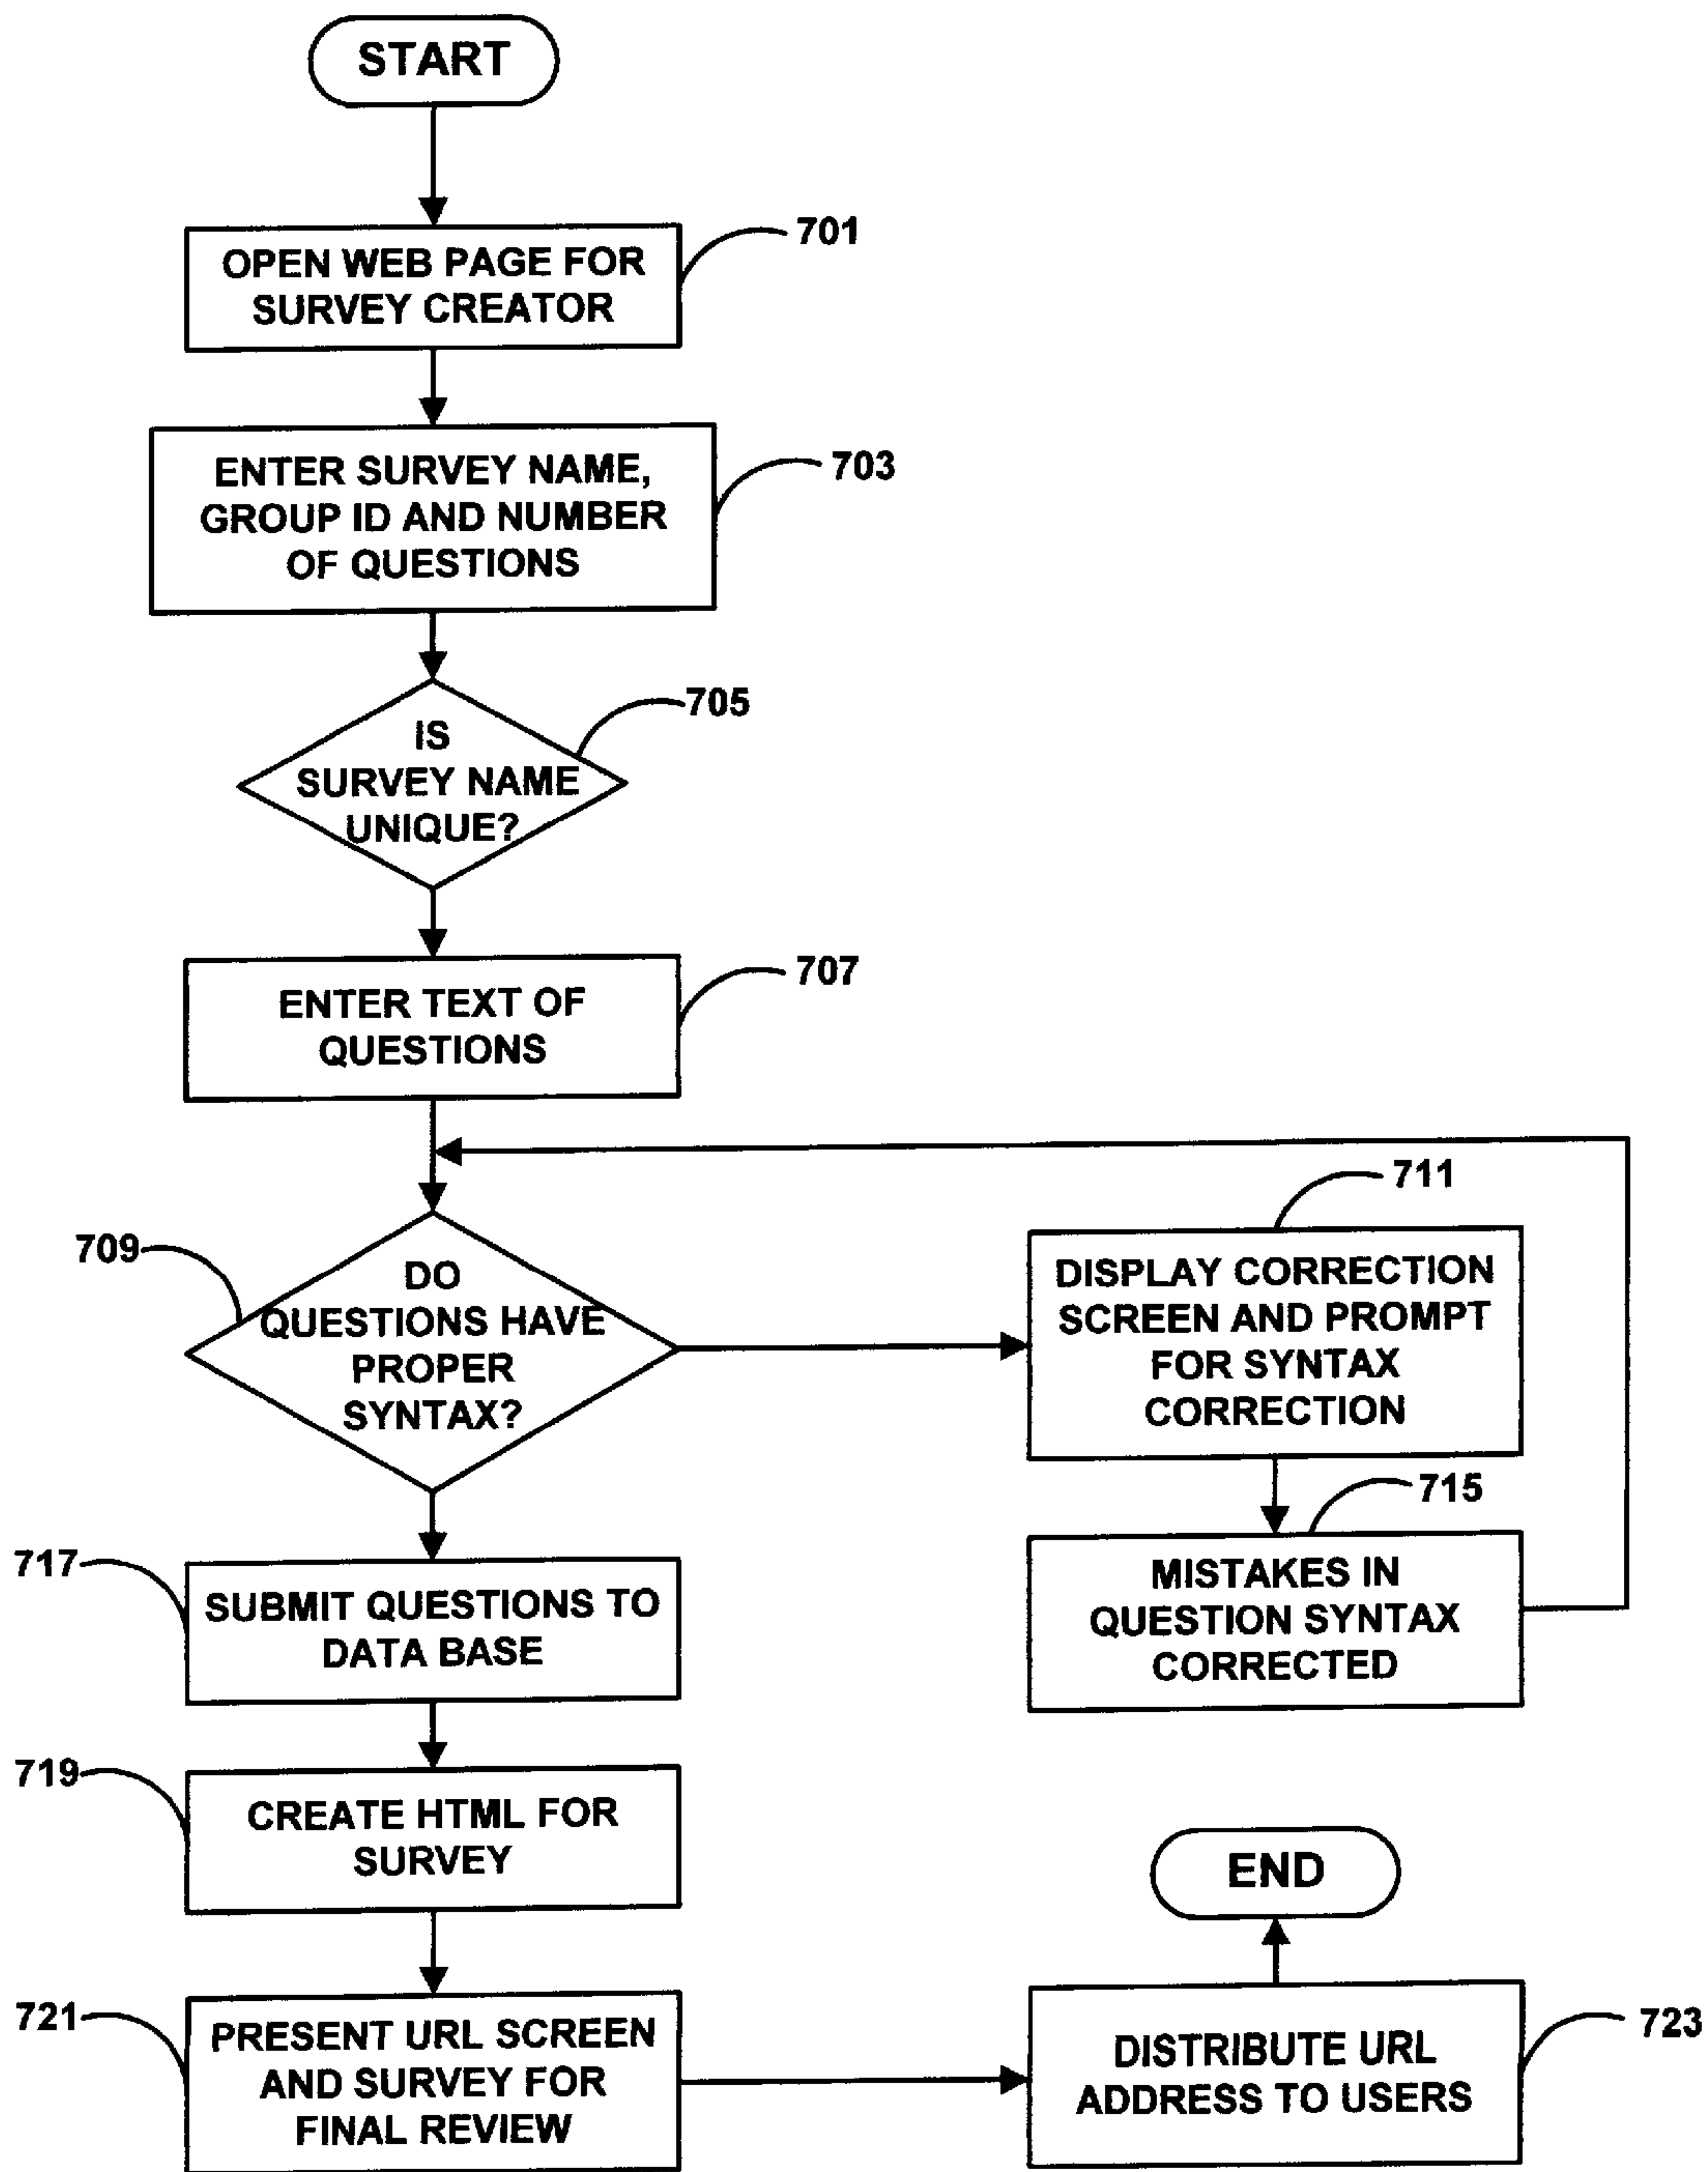 START
701
OPEN WEB PAGE FOR
SURVEY CREATOR
703
ENTER SURVEY NAME,
GROUP ID AND NUMBER
OF QUESTIONS
705
IS
SURVEY NAME
UNIQUE?
707
ENTER TEXT OF
QUESTIONS
709
DO
QUESTIONS HAVE
PROPER
SYNTAX?
711
DISPLAY CORRECTION
SCREEN AND PROMPT
FOR SYNTAX
CORRECTION
715
MISTAKES IN
QUESTION SYNTAX
CORRECTED
717
SUBMIT QUESTIONS TO
DATA BASE
719
CREATE HTML FOR
SURVEY
721
PRESENT URL SCREEN
AND SURVEY FOR
FINAL REVIEW
723
DISTRIBUTE URL
ADDRESS TO USERS
END